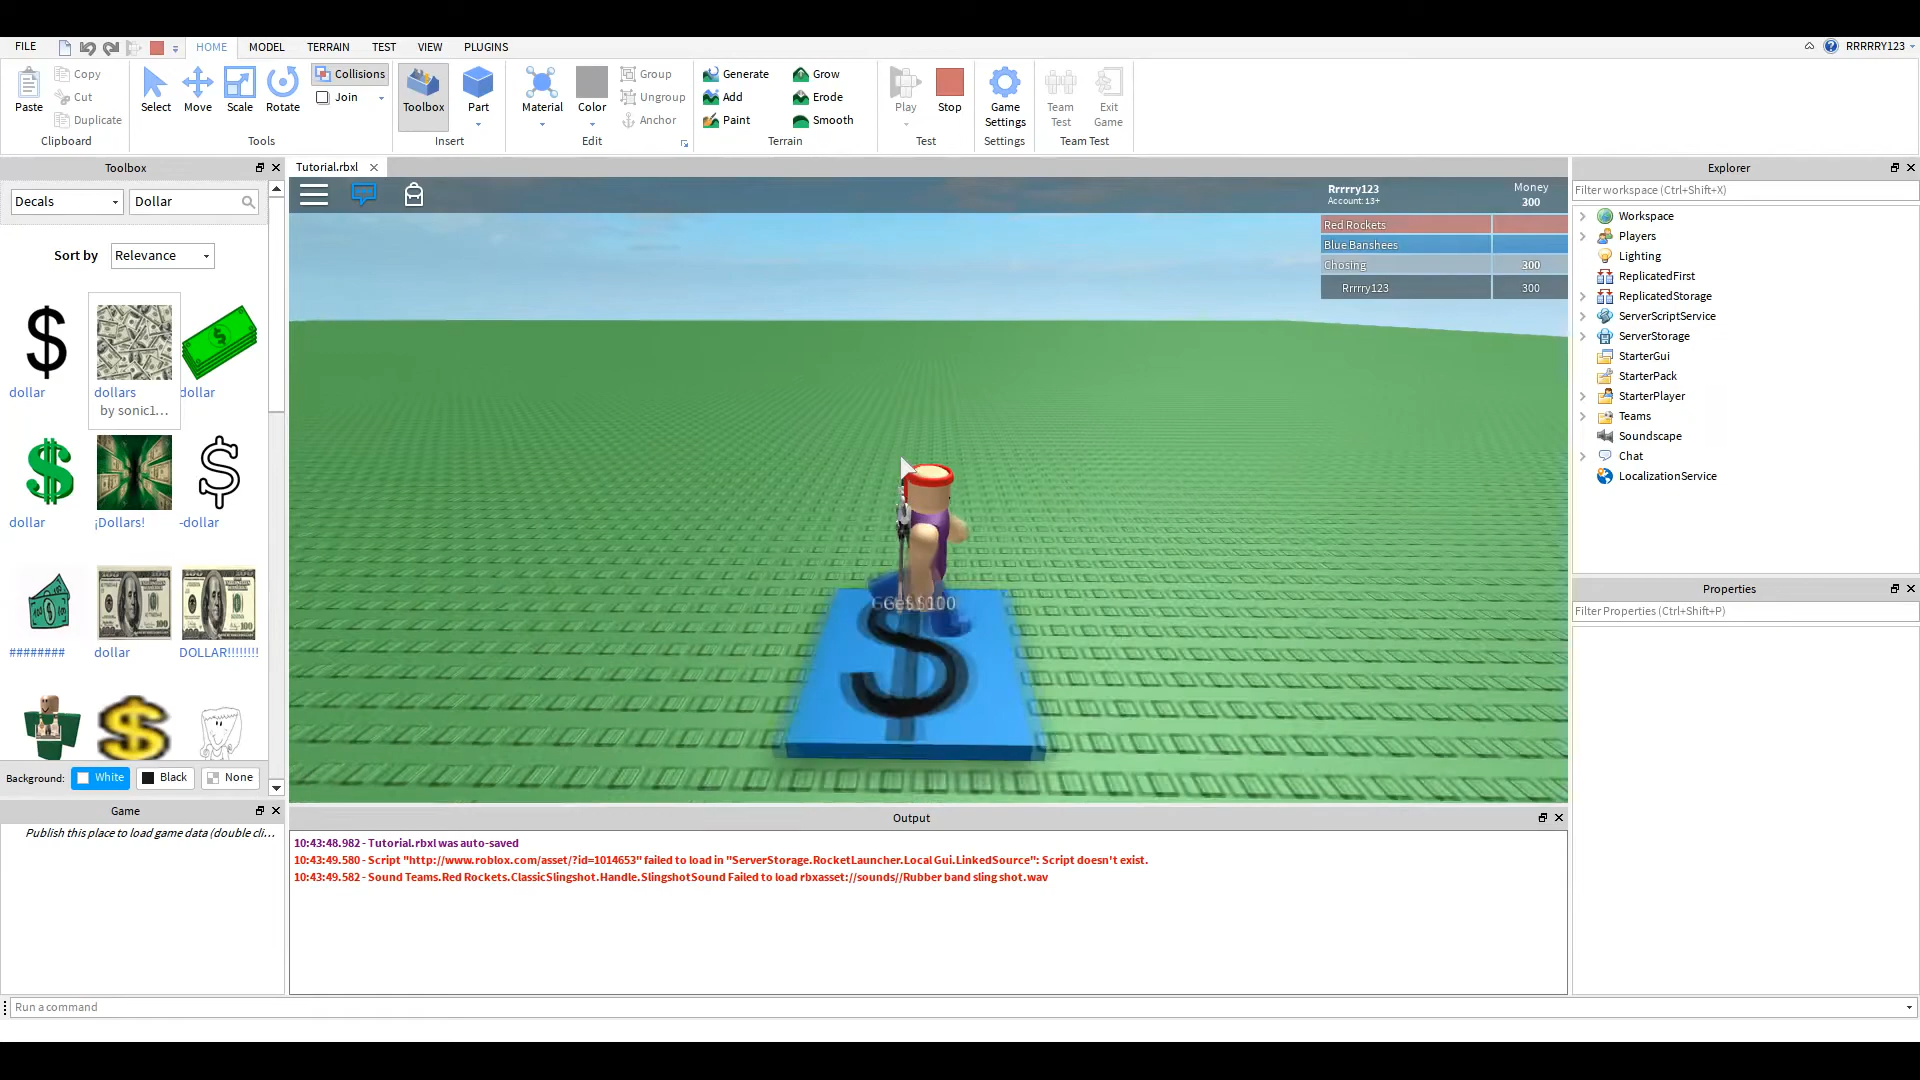 FILE HOME MODEL TERRAIN TEST VIEW PLUGINS RRRRRY123
Paste Copy Cut Duplicate
Clipboard
Select Move Scale Rotate Collisions Join
Tools
Toolbox Part
Insert
Material Color Group Ungroup Anchor
Edit
Generate Add Paint Grow Erode Smooth
Terrain
Play Stop
Test
Game Settings
Settings
Team Test Exit Game
Team Test
Toolbox
Decals Dollar
Sort by Relevance
dollar dollars dollar
by sonic1...
dollar ¡Dollars! -dollar
######## dollar DOLLAR!!!!!!!!
Background: White Black None
Game
Publish this place to load game data (double cli...
Tutorial.rbxl
Rrrrry123 Money
Account: 13+ 300
Red Rockets
Blue Banshees
Chosing 300
Rrrrry123 300
$
Output
10:43:48.982 - Tutorial.rbxl was auto-saved
10:43:49.580 - Script "http://www.roblox.com/asset/?id=1014653" failed to load in "ServerStorage.RocketLauncher.Local Gui.LinkedSource": Script doesn't exist.
10:43:49.582 - Sound Teams.Red Rockets.ClassicSlingshot.Handle.SlingshotSound Failed to load rbxasset://sounds//Rubber band sling shot.wav
Explorer
Filter workspace (Ctrl+Shift+X)
Workspace
Players
Lighting
ReplicatedFirst
ReplicatedStorage
ServerScriptService
ServerStorage
StarterGui
StarterPack
StarterPlayer
Teams
Soundscape
Chat
LocalizationService
Properties
Filter Properties (Ctrl+Shift+P)
Run a command